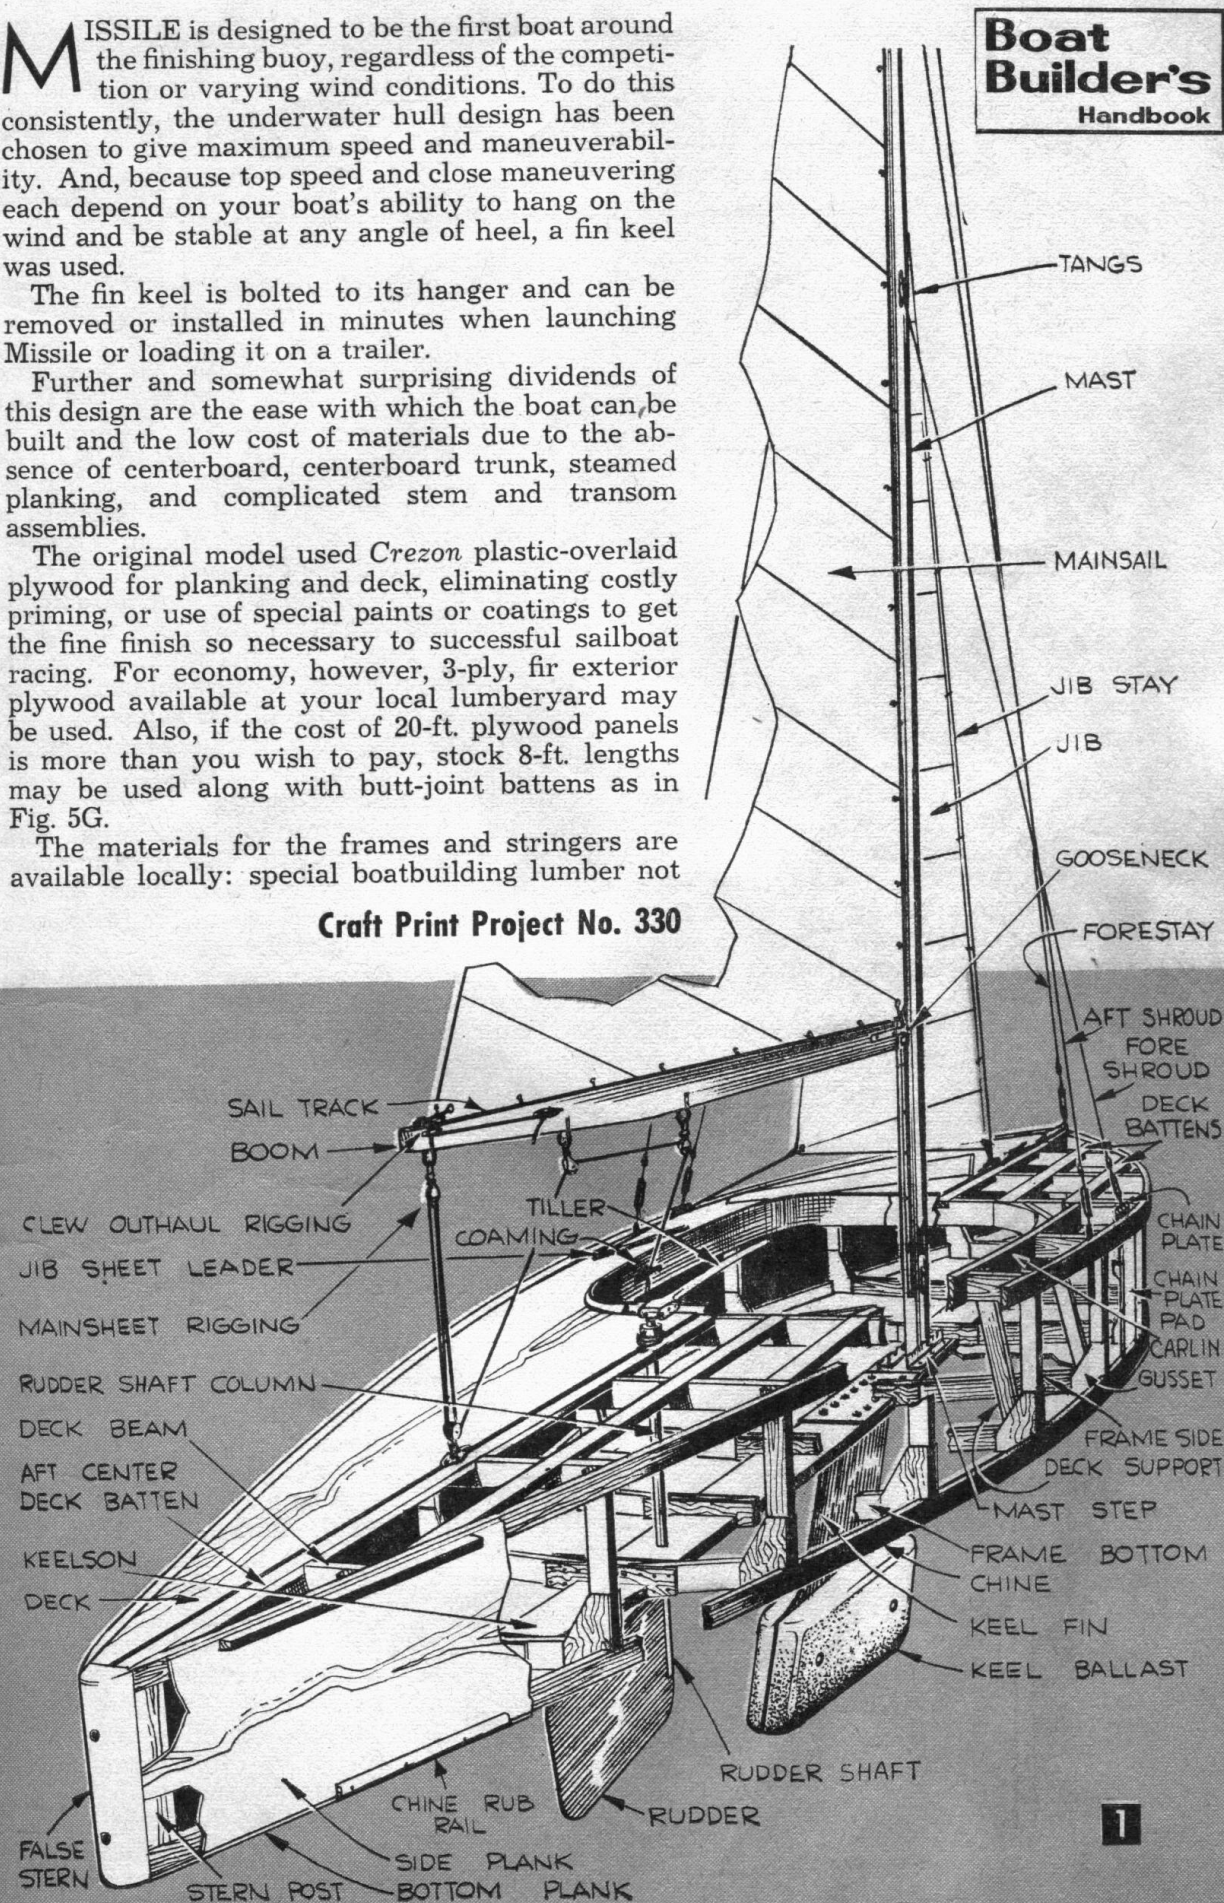 MISSILE is designed to be the first boat around
the finishing buoy, regardless of the competi-
tion or varying wind conditions. To do this
consistently, the underwater hull design has been
chosen to give maximum speed and maneuverabil-
ity. And, because top speed and close maneuvering
each depend on your boat's ability to hang on the
wind and be stable at any angle of heel, a fin keel
was used.
The fin keel is bolted to its hanger and can be
removed or installed in minutes when launching
Missile or loading it on a trailer.
Further and somewhat surprising dividends of
this design are the ease with which the boat can be
built and the low cost of materials due to the ab-
sence of centerboard, centerboard trunk, steamed
planking, and complicated stem and transom
assemblies.
The original model used Crezon plastic-overlaid
plywood for planking and deck, eliminating costly
priming, or use of special paints or coatings to get
the fine finish so necessary to successful sailboat
racing. For economy, however, 3-ply, fir exterior
plywood available at your local lumberyard may
be used. Also, if the cost of 20-ft. plywood panels
is more than you wish to pay, stock 8-ft. lengths
may be used along with butt-joint battens as in
Fig. 5G.
The materials for the frames and stringers are
available locally: special boatbuilding lumber not
Craft Print Project No. 330
Boat
Builder's
Handbook
TANGS
MAST
MAINSAIL
JIB STAY
JIB
GOOSENECK
FORESTAY
AFT SHROUD
FORE
SHROUD
DECK
BATTENS
CHAIN
PLATE
CHAIN
PLATE
PAD
CARLIN
GUSSET
FRAME SIDE
DECK SUPPORT
MAST STEP
FRAME BOTTOM
CHINE
KEEL FIN
KEEL BALLAST
SAIL TRACK
BOOM
CLEW OUTHAUL RIGGING
TILLER
COAMING
JIB SHEET LEADER
MAINSHEET RIGGING
RUDDER SHAFT COLUMN
DECK BEAM
AFT CENTER
DECK BATTEN
KEELSON
DECK
RUDDER SHAFT
RUDDER
CHINE RUB
RAIL
FALSE
STERN
SIDE PLANK
STERN POST
BOTTOM PLANK
1